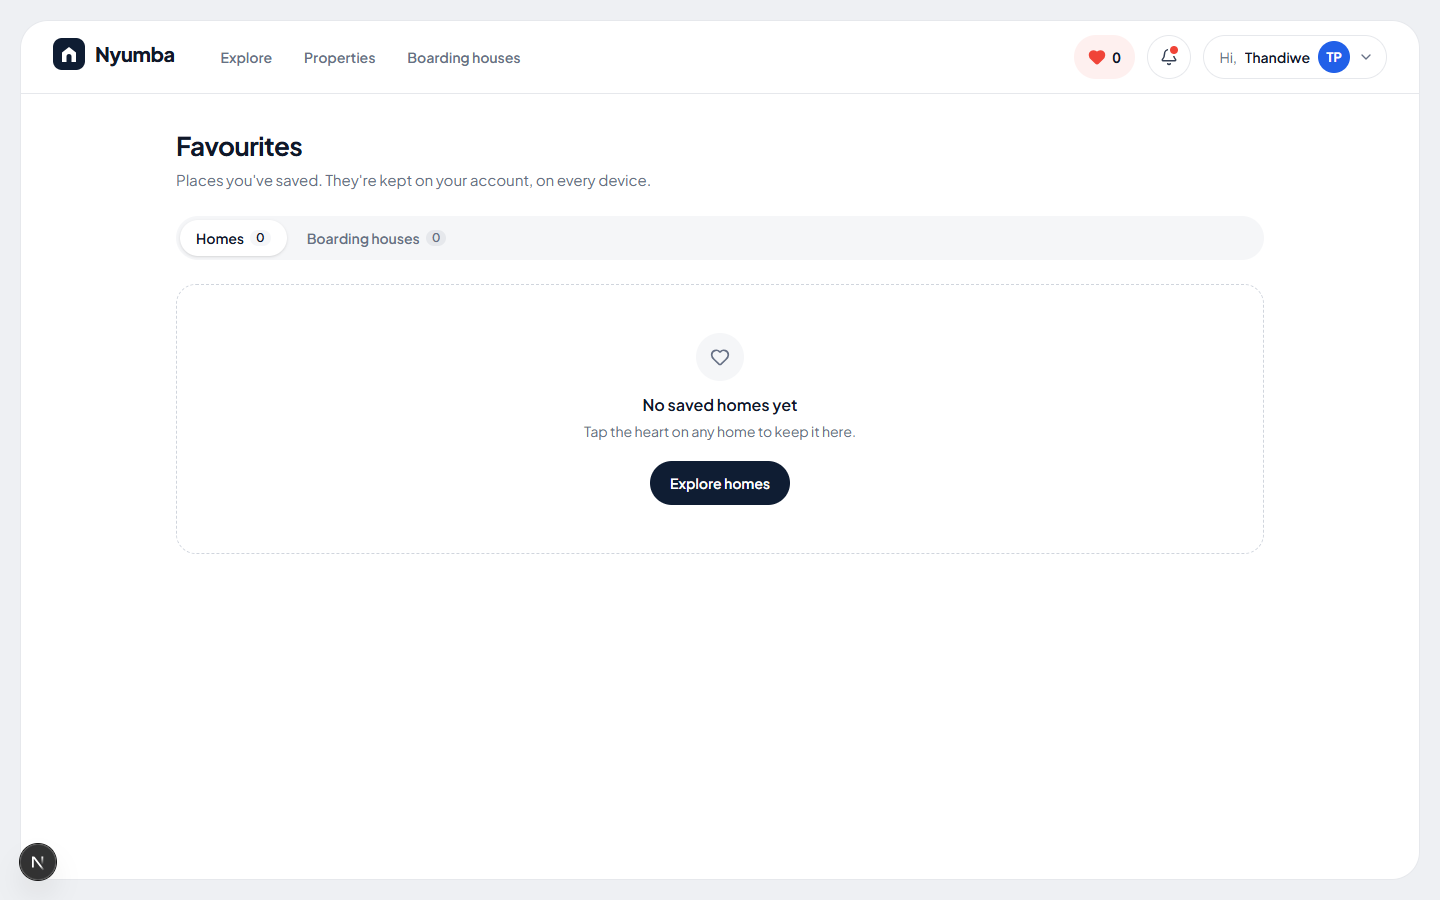 Nyumba
Explore
Properties
Boarding houses
0
Hi, Thandiwe
TP
Favourites
Places you've saved. They're kept on your account, on every device.
Homes 0
Boarding houses 0
No saved homes yet
Tap the heart on any home to keep it here.
Explore homes
N